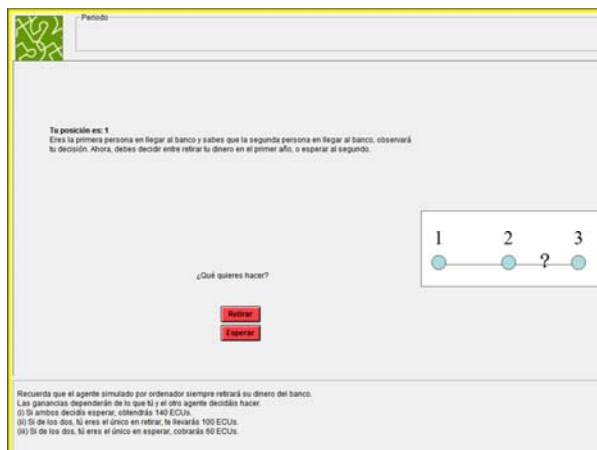 Periodo
Tu posición es: 1
Eres la primera persona en llegar al banco y sabes que la segunda persona en llegar al banco, observará
tu decisión. Ahora, debes decidir entre retirar tu dinero en el primer año, o esperar al segundo.
1 2 3
?
¿Qué quieres hacer?
Retirar
Esperar
Recuerda que el agente simulado por ordenador siempre retirará su dinero del banco.
Las ganancias dependerán de lo que tú y el otro agente decidáis hacer.
(i) Si ambos decidís esperar, obtendrás 140 ECUs.
(ii) Si de los dos, tú eres el único en retirar, te llevarás 100 ECUs.
(iii) Si de los dos, tú eres el único en esperar, cobrarás 60 ECUs.